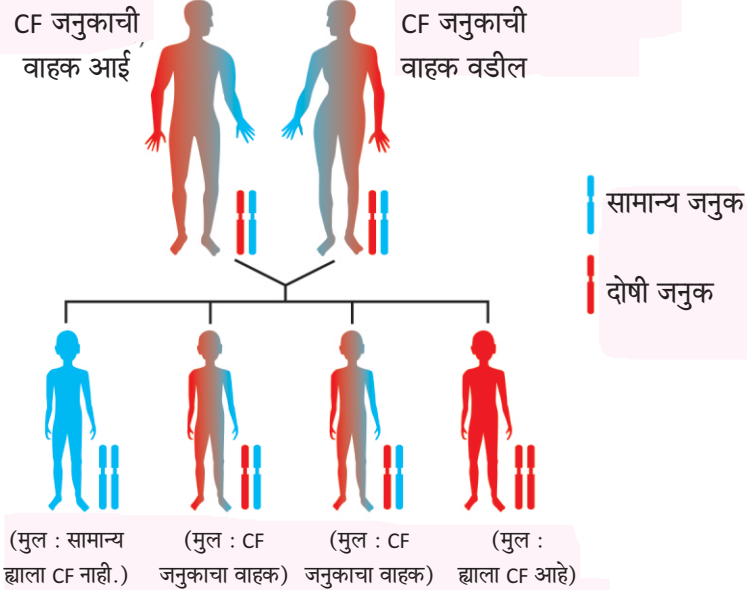 CF जनुकाची
वाहक आई
CF जनुकाची
वाहक वडील
सामान्य जनुक
दोषी जनुक
(मुल : सामान्य
ह्याला CF नाही.)
(मुल : CF
जनुकाचा वाहक)
(मुल : CF
जनुकाचा वाहक)
(मुल :
ह्याला CF आहे)